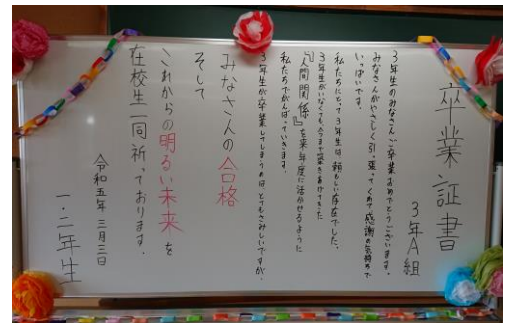 卒業証書
3年A組
3年生のみなさん、ご卒業おめでとうございます。
みなさんがやさしく引っ張ってくれて感謝の気持ちで
いっぱいです。
私たちにとって3年生は頼もしい存在でした。
3年生がいなくても、今まで築きあげてきた
『人間関係』を来年度に活かせるように
私たちでがんばっていきます。
3年生が卒業してしまうのはとてもさみしいですが、
みなさんの合格
そして
これからの明るい未来を
在校生一同祈っております。
令和五年三月三日
一・二年生